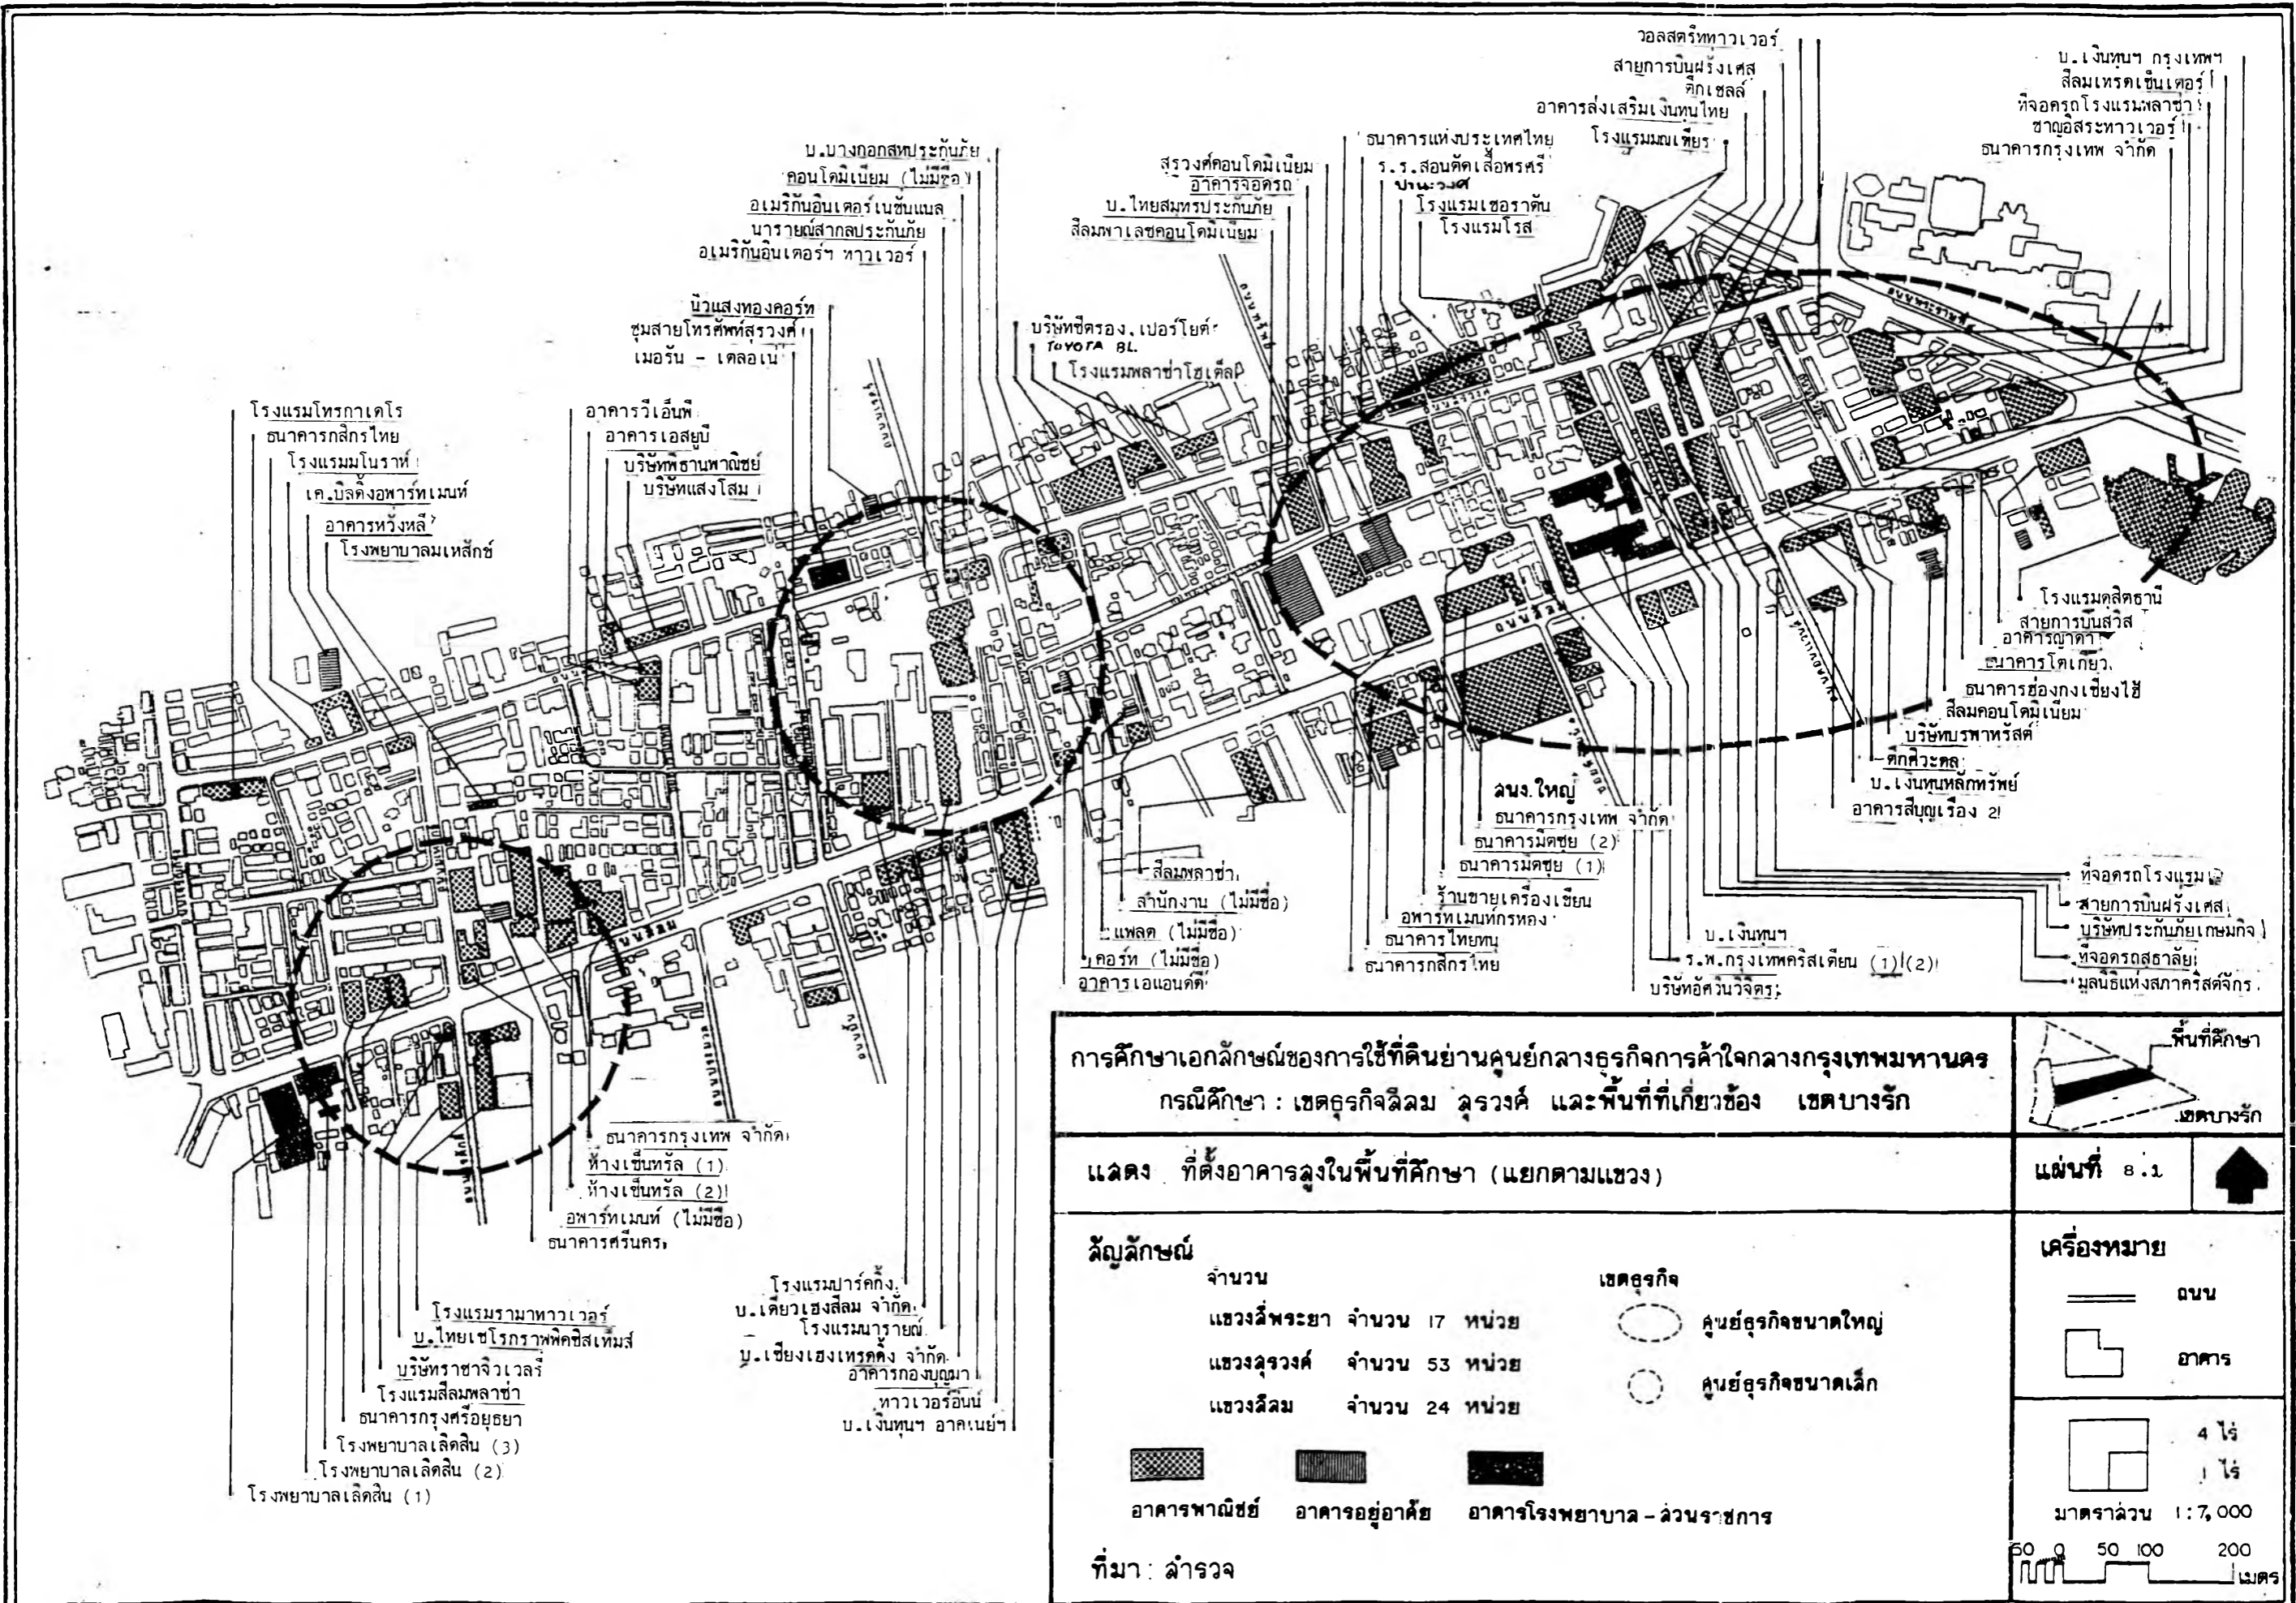 วอลสตรีททาวเวอร์
สายการบินฝรั่งเศส
ตึกเชลล์
อาคารส่งเสริมเงินทุนไทย
โรงแรมมณเฑียร
บ.เงินทุนฯ กรุงเทพฯ
สีลมเทรดเซ็นเตอร์
ที่จอดรถโรงแรมพลาซ่า
ชาญอิสระทาวเวอร์
ธนาคารกรุงเทพ จำกัด
ธนาคารแห่งประเทศไทย
ร.ร.สอนตัดเสื้อพรศรี
ปานะวงศ์
โรงแรมเชอราตัน
โรงแรมโรส
สุรวงศ์คอนโดมิเนียม
อาคารจอดรถ
บ.ไทยสมุทรประกันภัย
สีลมพาเลซคอนโดมิเนียม
บ.บางกอกสหประกันภัย
คอนโดมิเนียม (ไม่มีชื่อ)
อเมริกันอินเตอร์เนชั่นแนล
นารายณ์สากลประกันภัย
อเมริกันอินเตอร์ฯ ทาวเวอร์
บัวแสงทองคอร์ท
ชุมสายโทรศัพท์สุรวงศ์
เมอรัน - เตลอเน่
บริษัทซีตรอง, เปอร์โยต์
TOYOTA BL.
โรงแรมพลาซ่าโฮเต็ล
โรงแรมโทรกาเดโร
ธนาคารกสิกรไทย
โรงแรมมโนราห์
เค.บิลดิ้งอพาร์ทเมนท์
อาคารหวั่งหลี
โรงพยาบาลมเหสักข์
อาคารวีเอ็นพี
อาคารเอสยูบี
บริษัทพิธานพาณิชย์
บริษัทแสงโสม
ถนนทรัพย์
ถนนพระรามที่ 4
ถนนสีลม
ถนนสีลม
ถนนปั้น
โรงแรมดุสิตธานี
สายการบินสวิส
อาคารญาดา
ธนาคารโตเกียว
ธนาคารฮ่องกงเซี่ยงไฮ้
สีลมคอนโดมิเนียม
บริษัทบูรพาทรัสต์
ตึกศิวะดล
บ.เงินทุนหลักทรัพย์
อาคารสีบุญเรือง 2
สนง.ใหญ่
ธนาคารกรุงเทพ จำกัด
ธนาคารมิตซุย (2)
ธนาคารมิตซุย (1)
ร้านขายเครื่องเขียน
อพาร์ทเมนท์กรทอง
ธนาคารไทยทนุ
ธนาคารกสิกรไทย
สีลมพลาซ่า
สำนักงาน (ไม่มีชื่อ)
แฟลต (ไม่มีชื่อ)
คอร์ท (ไม่มีชื่อ)
อาคารเอแอนด์ดี
บ.เงินทุนฯ
ร.พ.กรุงเทพคริสเตียน (1)(2)
บริษัทอัศวินวิจิตร
ที่จอดรถโรงแรม
สายการบินฝรั่งเศส
บริษัทประกันภัยเกษมกิจ
ที่จอดรถสุราลัย
มูลนิธิแห่งสภาคริสต์จักร
ธนาคารกรุงเทพ จำกัด
ห้างเซ็นทรัล (1)
ห้างเซ็นทรัล (2)
อพาร์ทเมนท์ (ไม่มีชื่อ)
ธนาคารศรีนคร
โรงแรมปาร์คกิ้ง
บ.เดียวเฮงสีลม จำกัด
โรงแรมนารายณ์
บ.เซียงเฮงเทรดดิ้ง จำกัด
อาคารกองบุญมา
ทาวเวอร์อินน์
บ.เงินทุนฯ อาคเนย์ฯ
โรงแรมรามาทาวเวอร์
บ.ไทยเซโรกราฟฟิคซิสเท็มส์
บริษัทราชาจิวเวลรี่
โรงแรมสีลมพลาซ่า
ธนาคารกรุงศรีอยุธยา
โรงพยาบาลเลิดสิน (3)
โรงพยาบาลเลิดสิน (2)
โรงพยาบาลเลิดสิน (1)
การศึกษาเอกลักษณ์ของการใช้ที่ดินย่านศูนย์กลางธุรกิจการค้าใจกลางกรุงเทพมหานคร
กรณีศึกษา : เขตธุรกิจสีลม สุรวงศ์ และพื้นที่ที่เกี่ยวข้อง เขตบางรัก
พื้นที่ศึกษา
เขตบางรัก
แสดง ที่ตั้งอาคารสูงในพื้นที่ศึกษา (แยกตามแขวง)
แผ่นที่ 8.1
สัญลักษณ์
จำนวน
แขวงสี่พระยา จำนวน 17 หน่วย
แขวงสุรวงศ์ จำนวน 53 หน่วย
แขวงสีลม จำนวน 24 หน่วย
เขตธุรกิจ
ศูนย์ธุรกิจขนาดใหญ่
ศูนย์ธุรกิจขนาดเล็ก
อาคารพาณิชย์
อาคารอยู่อาศัย
อาคารโรงพยาบาล - ส่วนราชการ
ที่มา : สำรวจ
เครื่องหมาย
ถนน
อาคาร
4 ไร่
1 ไร่
มาตราส่วน 1:7,000
50 0 50 100 200
เมตร